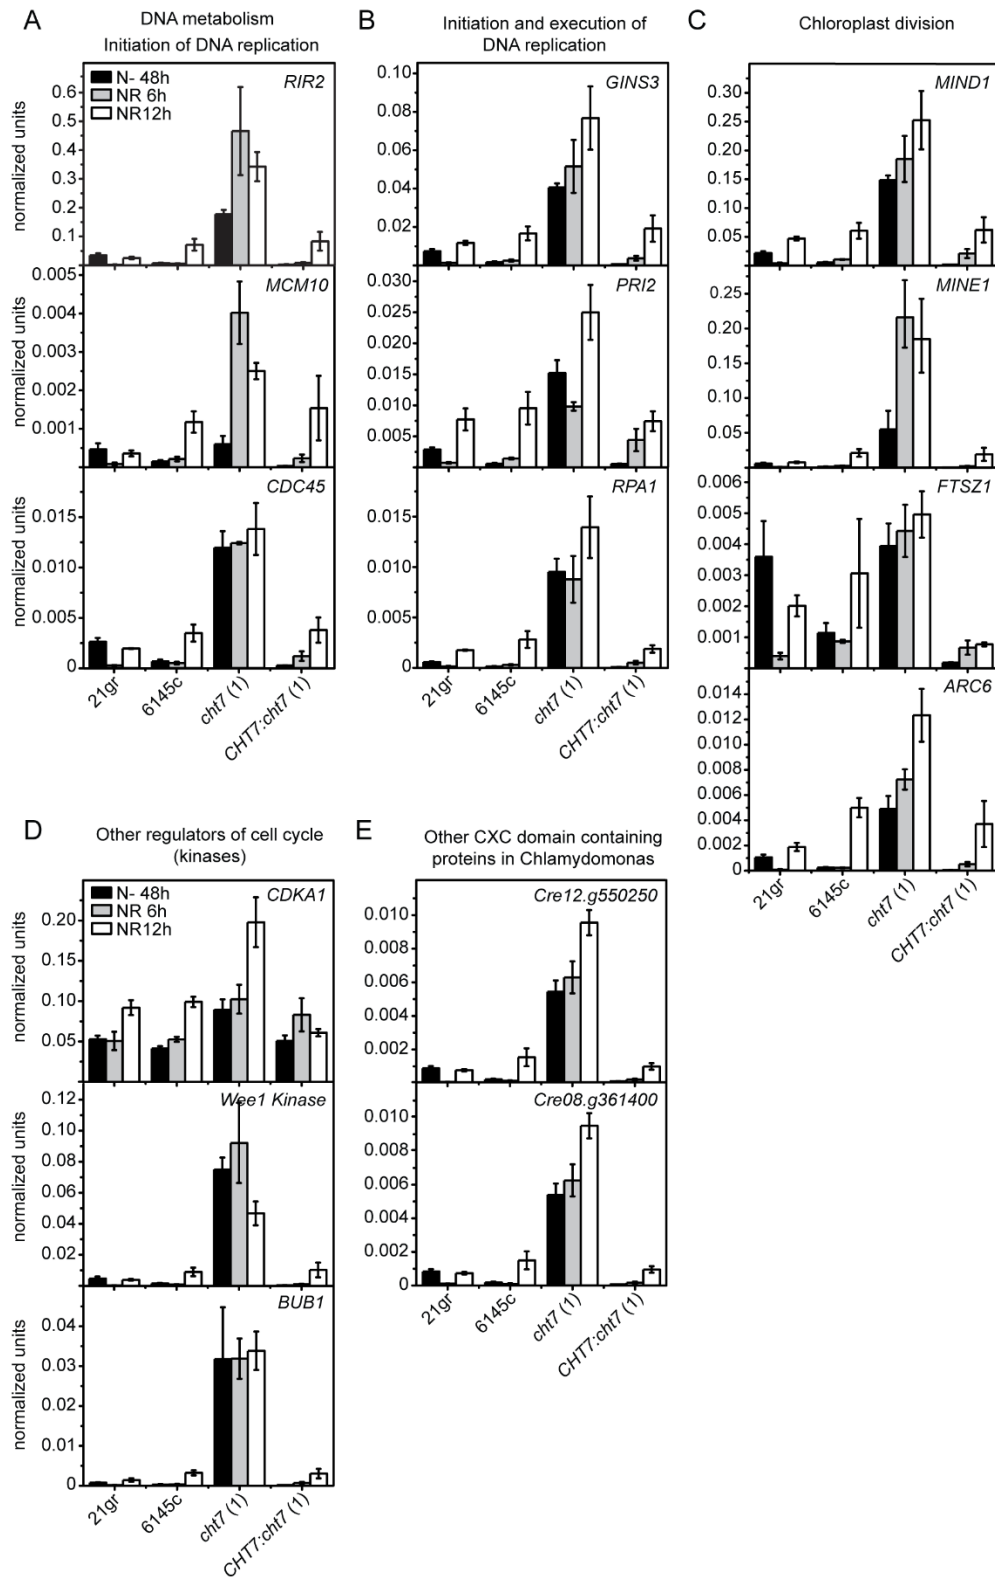 A
DNA metabolism
Initiation of DNA replication
N- 48h
NR 6h
NR12h
RIR2
normalized units
0.6
0.5
0.4
0.3
0.2
0.1
MCM10
normalized units
0.005
0.004
0.003
0.002
0.001
CDC45
normalized units
0.015
0.010
0.005
0
21gr
6145c
cht7 (1)
CHT7:cht7 (1)
B
Initiation and execution of
DNA replication
GINS3
0.10
0.08
0.06
0.04
0.02
PRI2
0.025
0.020
0.015
0.010
0.005
RPA1
0.015
0.010
0.005
0
21gr
6145c
cht7 (1)
CHT7:cht7 (1)
C
Chloroplast division
MIND1
0.30
0.25
0.20
0.15
0.10
0.05
MINE1
0.25
0.20
0.15
0.10
0.05
FTSZ1
0.006
0.005
0.004
0.003
0.002
0.001
ARC6
0.014
0.012
0.010
0.008
0.006
0.004
0.002
0
21gr
6145c
cht7 (1)
CHT7:cht7 (1)
D
Other regulators of cell cycle
(kinases)
N- 48h
NR 6h
NR12h
CDKA1
normalized units
0.20
0.15
0.10
0.05
Wee1 Kinase
normalized units
0.12
0.10
0.08
0.06
0.04
0.02
BUB1
normalized units
0.04
0.03
0.02
0.01
0
21gr
6145c
cht7 (1)
CHT7:cht7 (1)
E
Other CXC domain containing
proteins in Chlamydomonas
Cre12.g550250
0.010
0.008
0.006
0.004
0.002
Cre08.g361400
0.010
0.008
0.006
0.004
0.002
0
21gr
6145c
cht7 (1)
CHT7:cht7 (1)